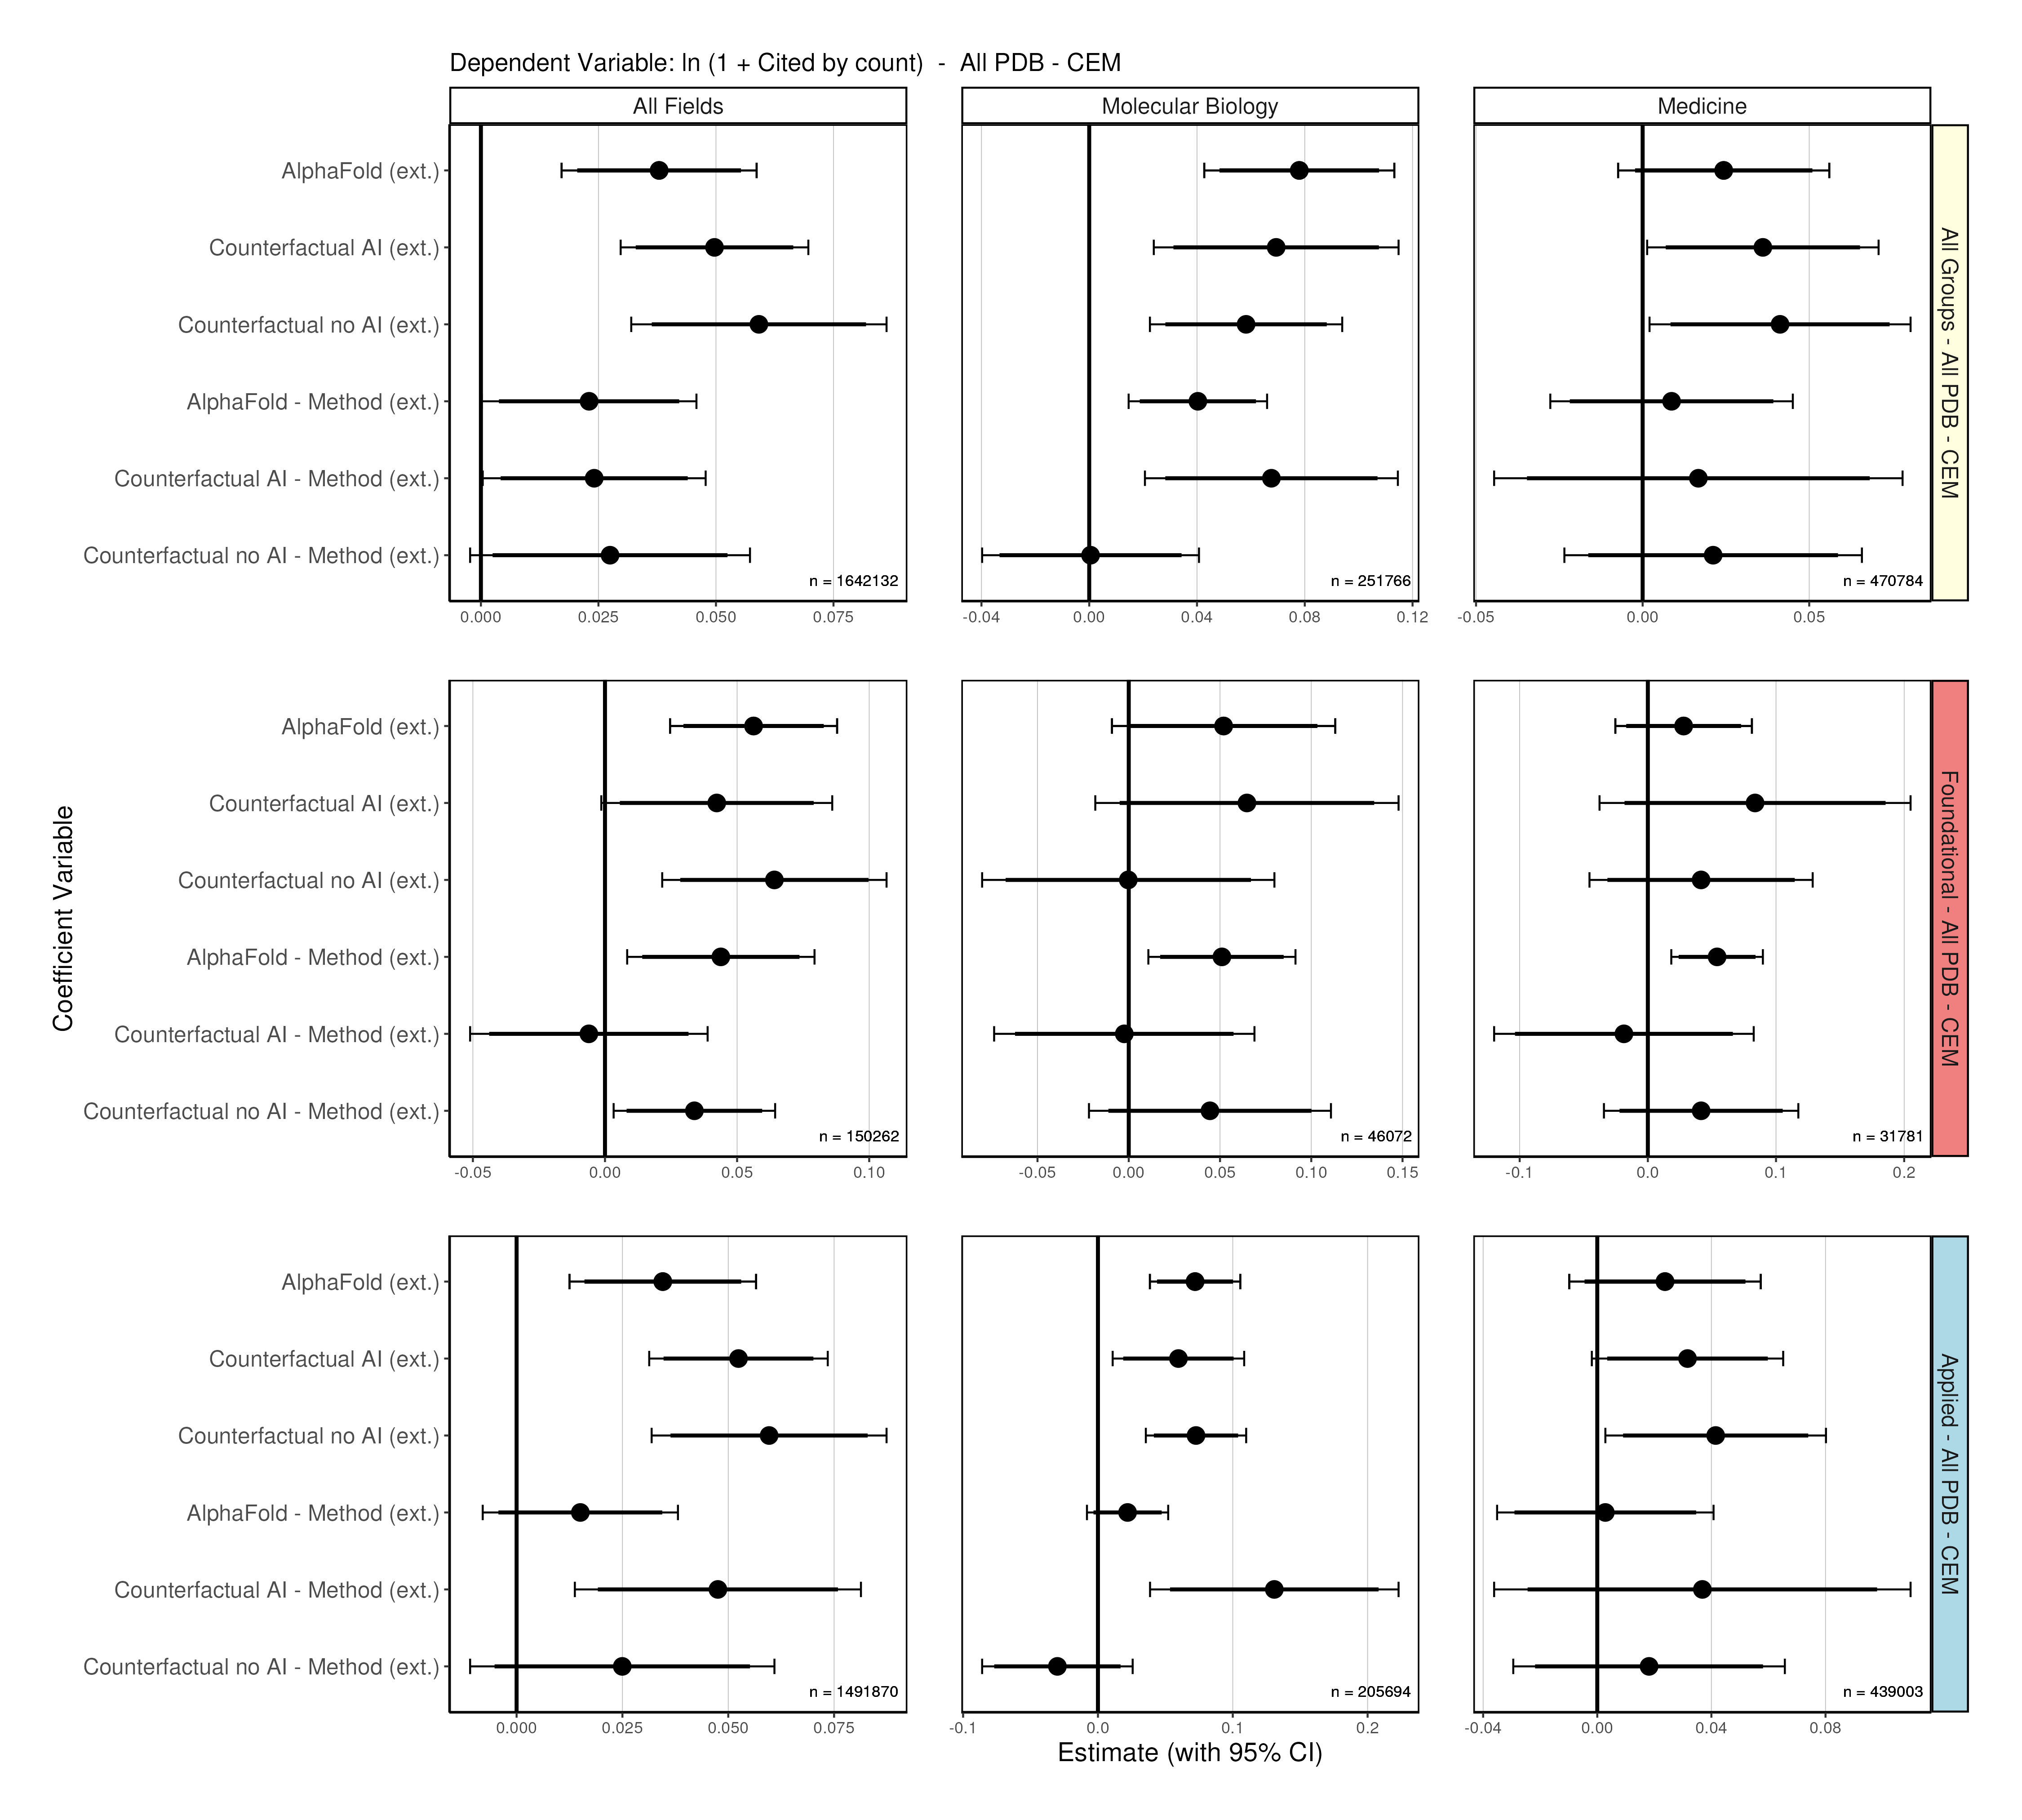 Dependent Variable: ln (1 + Cited by count)  -  All PDB - CEM
All Fields
Molecular Biology
Medicine
AlphaFold (ext.)
Counterfactual AI (ext.)
Counterfactual no AI (ext.)
AlphaFold - Method (ext.)
Counterfactual AI - Method (ext.)
Counterfactual no AI - Method (ext.)
n = 1642132
n = 251766
n = 470784
All Groups - All PDB - CEM
0.000 0.025 0.050 0.075
-0.04 0.00 0.04 0.08 0.12
-0.05 0.00 0.05
Coefficient Variable
AlphaFold (ext.)
Counterfactual AI (ext.)
Counterfactual no AI (ext.)
AlphaFold - Method (ext.)
Counterfactual AI - Method (ext.)
Counterfactual no AI - Method (ext.)
n = 150262
n = 46072
n = 31781
Foundational - All PDB - CEM
-0.05 0.00 0.05 0.10
-0.05 0.00 0.05 0.10 0.15
-0.1 0.0 0.1 0.2
AlphaFold (ext.)
Counterfactual AI (ext.)
Counterfactual no AI (ext.)
AlphaFold - Method (ext.)
Counterfactual AI - Method (ext.)
Counterfactual no AI - Method (ext.)
n = 1491870
n = 205694
n = 439003
Applied - All PDB - CEM
0.000 0.025 0.050 0.075
-0.1 0.0 0.1 0.2
-0.04 0.00 0.04 0.08
Estimate (with 95% CI)